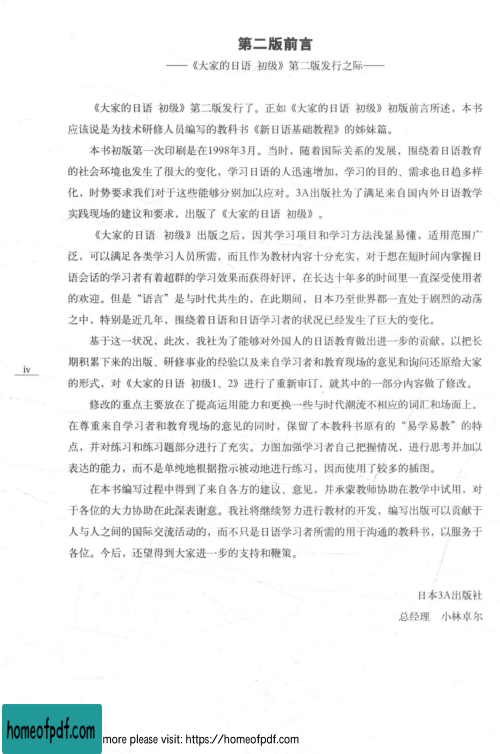 第二版前言
——《大家的日语 初级》第二版发行之际——
《大家的日语 初级》第二版发行了。正如《大家的日语 初级》初版前言所述，本书
应该说是为技术研修人员编写的教科书《新日语基础教程》的姊妹篇。
本书初版第一次印刷是在1998年3月。当时，随着国际关系的发展，围绕着日语教育
的社会环境也发生了很大的变化，学习日语的人迅速增加，学习的目的、需求也日趋多样
化，时势要求我们对于这些能够分别加以应对。3A出版社为了满足来自国内外日语教学
实践现场的建议和要求，出版了《大家的日语 初级》。
《大家的日语 初级》出版之后，因其学习项目和学习方法浅显易懂，适用范围广
泛，可以满足各类学习人员所需，而且作为教材内容十分充实，对于想在短时间内掌握日
语会话的学习者有着超群的学习效果而获得好评，在长达十年多的时间里一直深受使用者
的欢迎。但是“语言”是与时代共生的，在此期间，日本乃至世界都一直处于剧烈的动荡
之中，特别是近几年，围绕着日语和日语学习者的状况已经发生了巨大的变化。
基于这一状况，此次，我社为了能够对外国人的日语教育做出进一步的贡献，以把长
期积累下来的出版、研修事业的经验以及来自学习者和教育现场的意见和询问还原给大家
的形式，对《大家的日语 初级1、2》进行了重新审订、就其中的一部分内容做了修改。
修改的重点主要放在了提高运用能力和更换一些与时代潮流不相应的词汇和场面上。
在尊重来自学习者和教育现场的意见的同时，保留了本教科书原有的“易学易教”的特
点，并对练习和练习题部分进行了充实。力图加强学习者自己把握情况，进行思考并加以
表达的能力，而不是单纯地根据指示被动地进行练习，因而使用了较多的插图。
在本书编写过程中得到了来自各方的建议、意见，并承蒙教师协助在教学中试用，对
于各位的大力协助在此深表谢意。我社将继续努力进行教材的开发，编写出版可以贡献于
人与人之间的国际交流活动的，而不只是日语学习者所需的用于沟通的教科书，以服务于
各位。今后，还望得到大家进一步的支持和鞭策。
日本3A出版社
总经理 小林卓尔
iv
homeofpdf.com
more please visit: https://homeofpdf.com